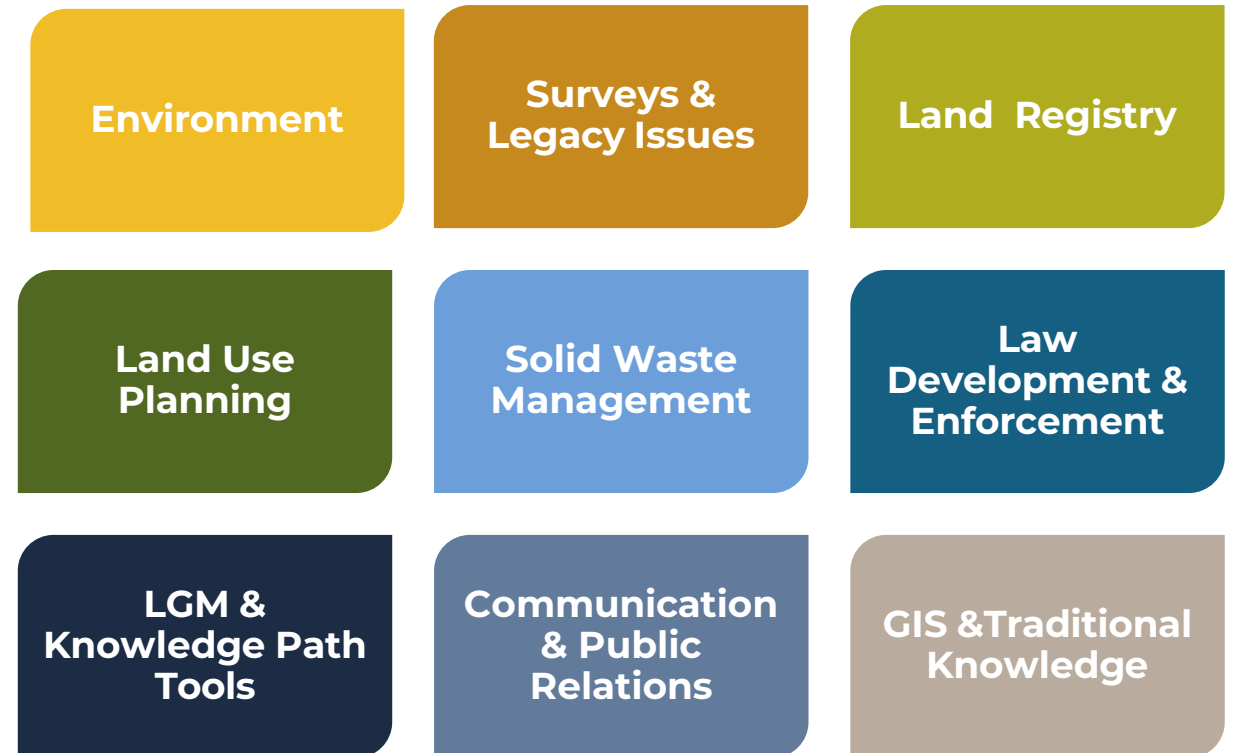 Environment
Surveys &
Legacy Issues
Land  Registry
Land Use
Planning
Solid Waste
Management
Law
Development &
Enforcement
LGM &
Knowledge Path
Tools
Communication
& Public
Relations
GIS &Traditional
Knowledge